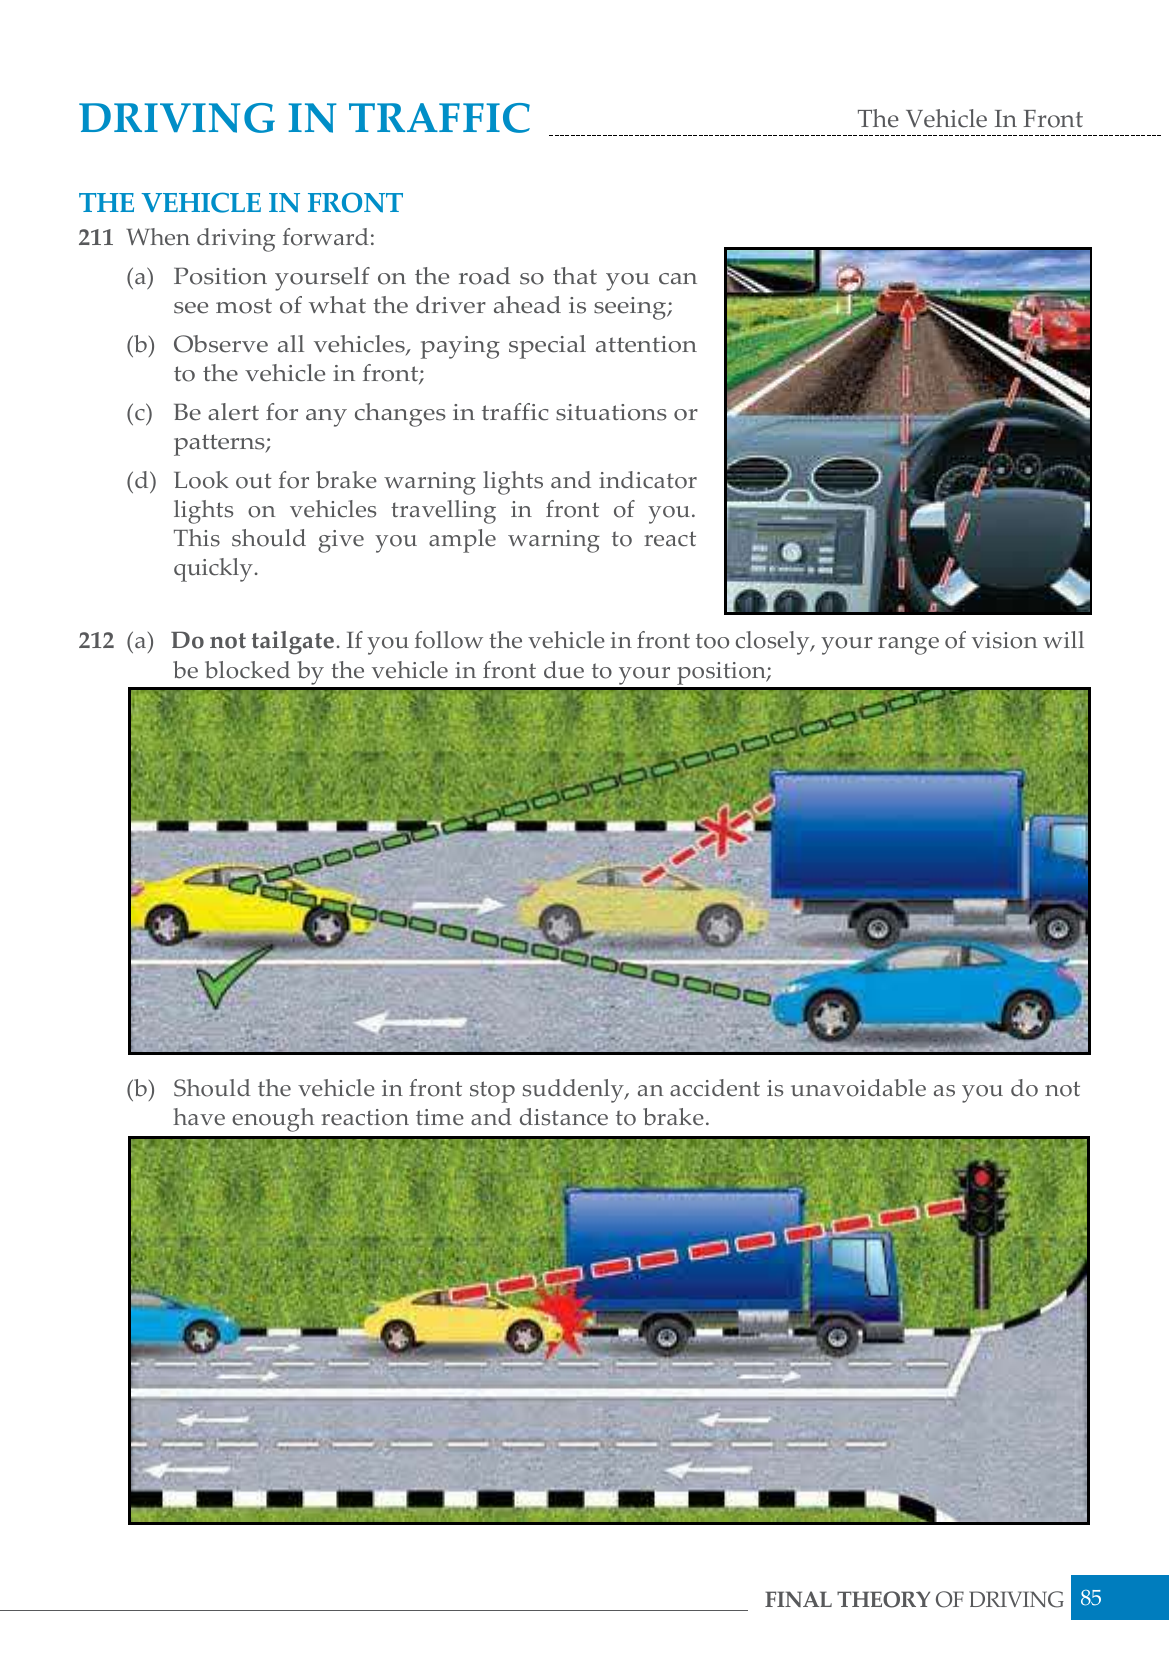 DRIVING IN TRAFFIC
The Vehicle In Front
THE VEHICLE IN FRONT
211 When driving forward:
(a) Position yourself on the road so that you can
see most of what the driver ahead is seeing;
(b) Observe all vehicles, paying special attention
to the vehicle in front;
(c) Be alert for any changes in traffic situations or
patterns;
(d) Look out for brake warning lights and indicator
lights on vehicles travelling in front of you.
This should give you ample warning to react
quickly.
212 (a) Do not tailgate. If you follow the vehicle in front too closely, your range of vision will
be blocked by the vehicle in front due to your position;
(b) Should the vehicle in front stop suddenly, an accident is unavoidable as you do not
have enough reaction time and distance to brake.
FINAL THEORY OF DRIVING 85